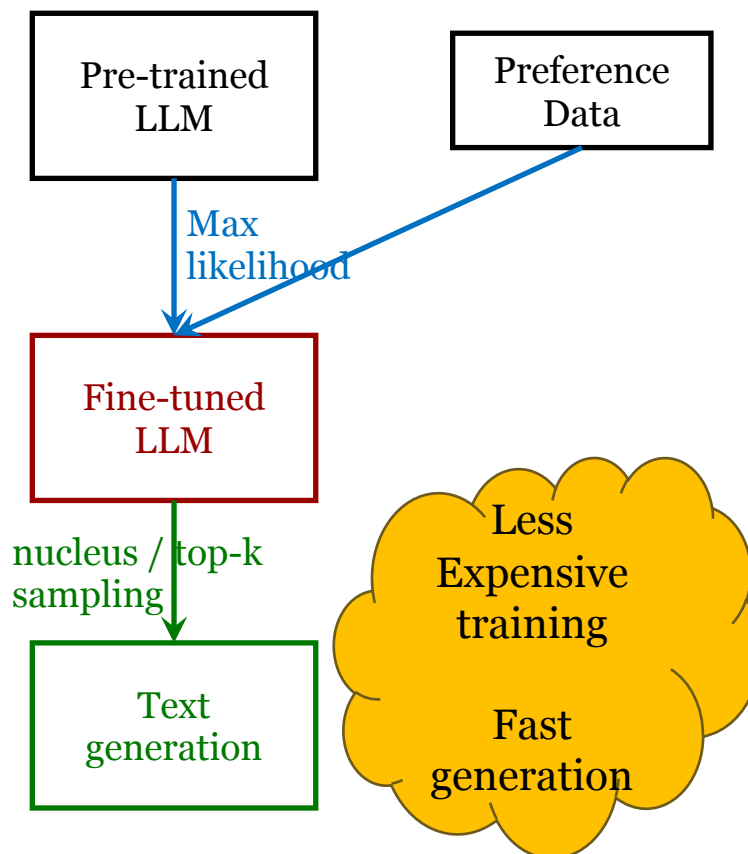 Pre-trained
LLM
Preference
Data
Max
likelihood
Fine-tuned
LLM
nucleus / top-k
sampling
Less
Expensive
training
Text
generation
Fast
generation